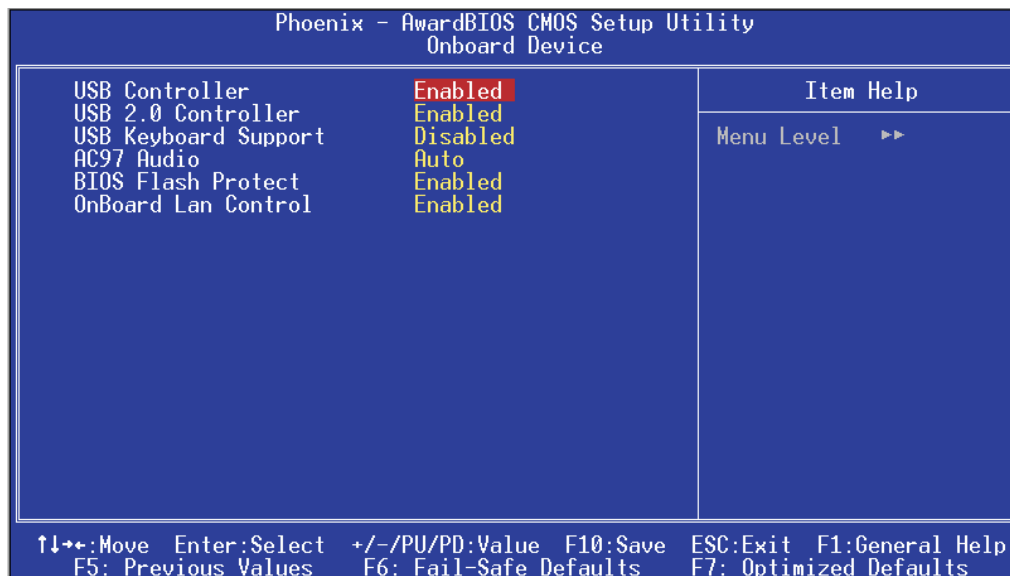 Phoenix - AwardBIOS CMOS Setup Utility
Onboard Device
USB Controller Enabled
USB 2.0 Controller Enabled
USB Keyboard Support Disabled
AC97 Audio Auto
BIOS Flash Protect Enabled
OnBoard Lan Control Enabled
Item Help
Menu Level ▸▸
↑↓→←:Move Enter:Select +/-/PU/PD:Value F10:Save ESC:Exit F1:General Help
F5: Previous Values F6: Fail-Safe Defaults F7: Optimized Defaults